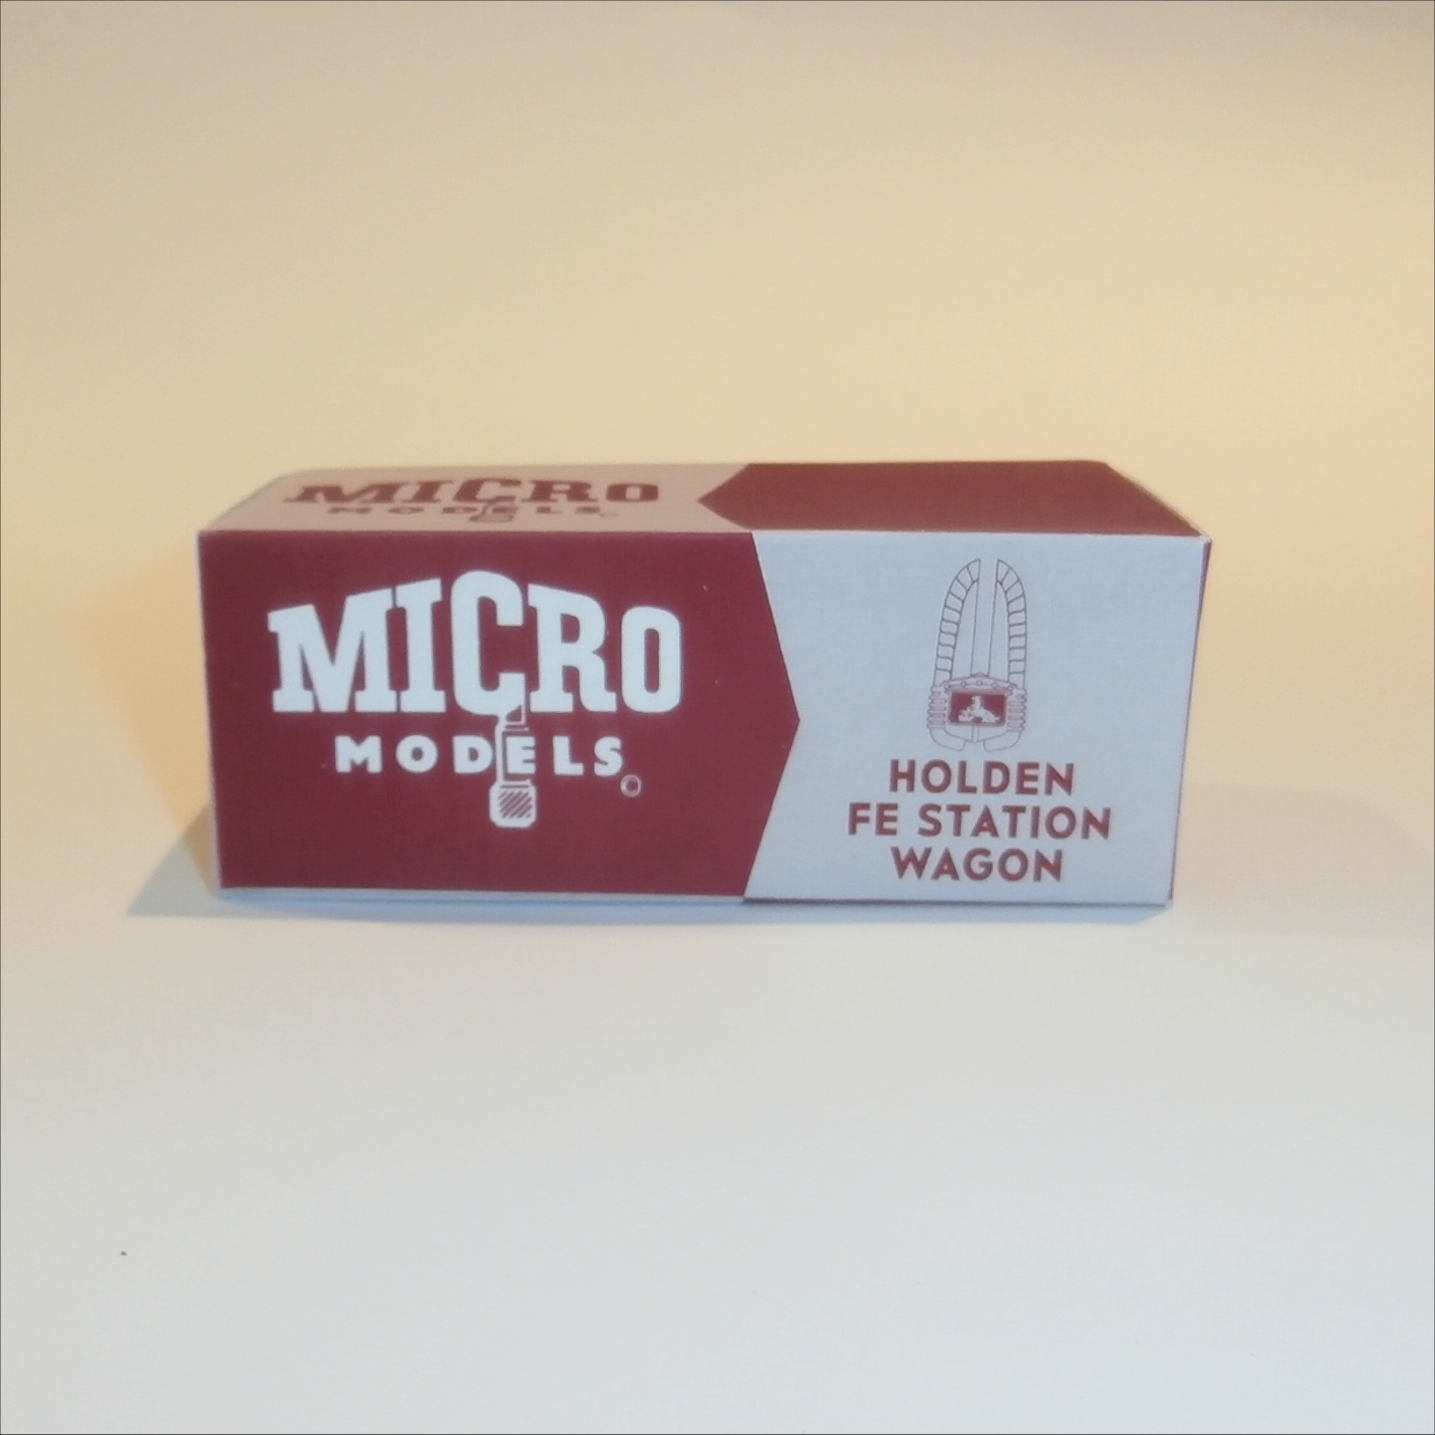 MICRO
MODELS
MICRO
MODELS ©
HOLDEN
FE STATION
WAGON